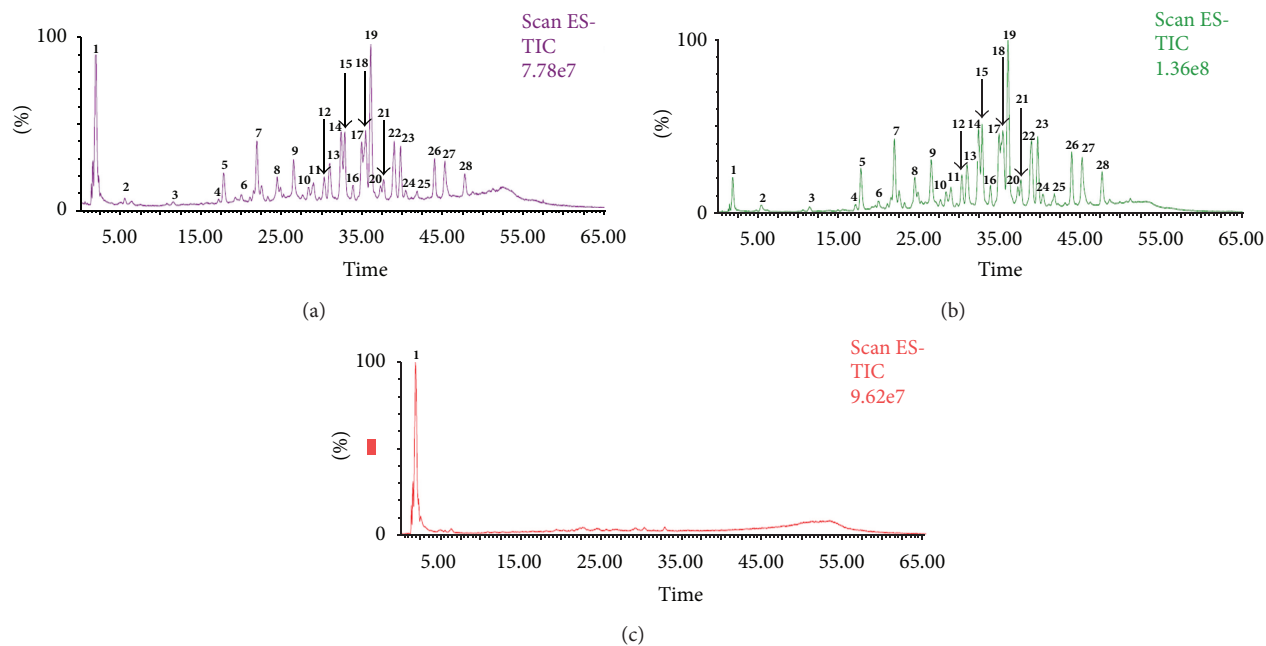 Scan ES-
TIC
7.78e7
100
(%)
0
1 2 3 4 5 6 7 8 9 10 11 12 13 14 15 16 17 18 19 20 21 22 23 24 25 26 27 28
5.00 15.00 25.00 35.00 45.00 55.00 65.00
Time
(a)
Scan ES-
TIC
1.36e8
100
(%)
0
1 2 3 4 5 6 7 8 9 10 11 12 13 14 15 16 17 18 19 20 21 22 23 24 25 26 27 28
5.00 15.00 25.00 35.00 45.00 55.00 65.00
Time
(b)
Scan ES-
TIC
9.62e7
100
(%)
0
1
5.00 15.00 25.00 35.00 45.00 55.00 65.00
Time
(c)